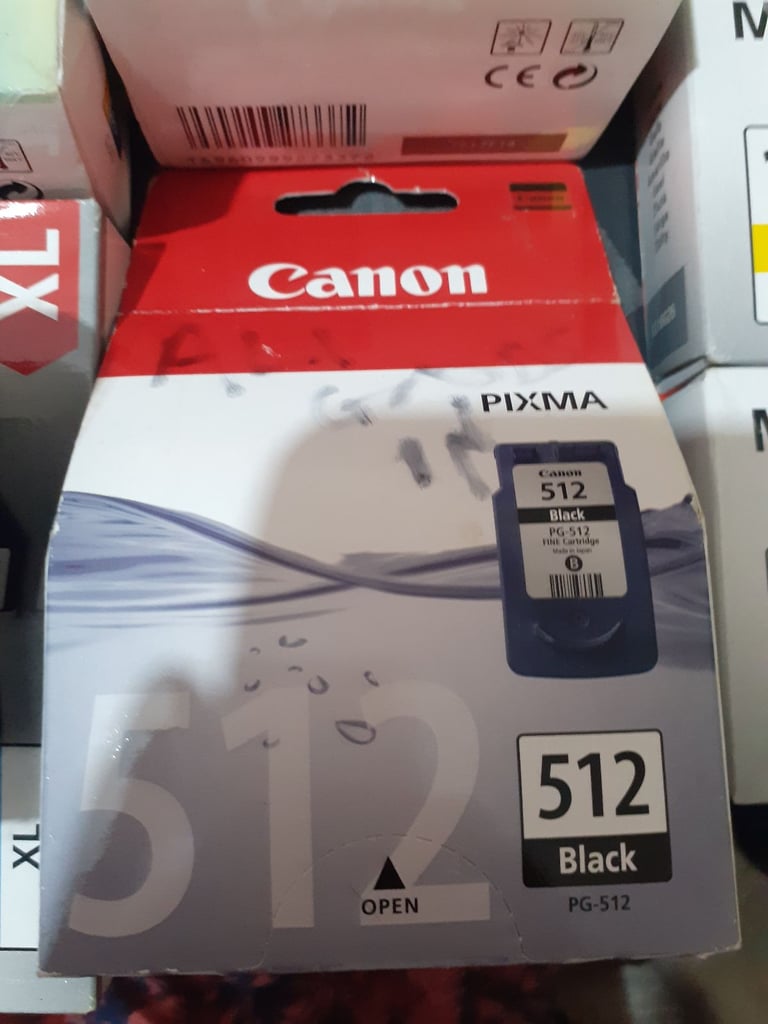 XL
Canon
PIXMA
Canon
512
Black
PG-512
FINE Cartridge
Made in Japan
B
512
512
Black
PG-512
OPEN
XL
CE
M
M